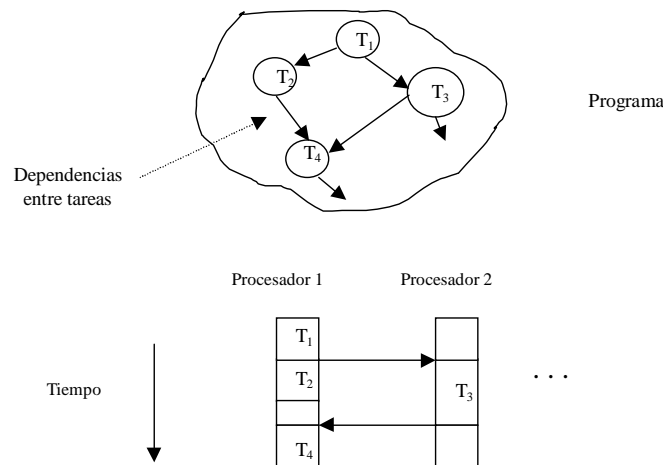 T1
T2
T3
Programa
T4
Dependencias
entre tareas
Procesador 1
Procesador 2
T1
T2
T3
. . .
Tiempo
T4